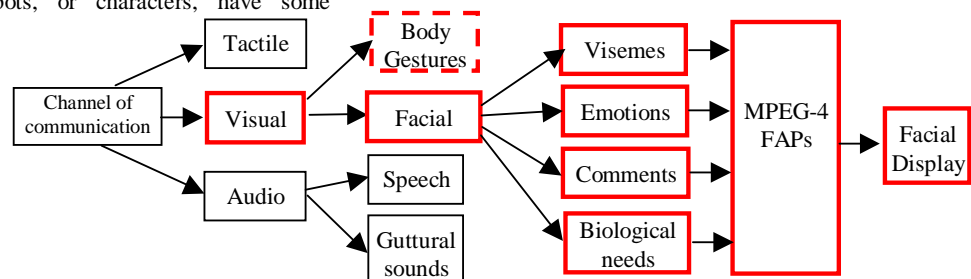 bots, or characters, have some
Tactile
Body
Gestures
Channel of
communication
Visual
Facial
Audio
Speech
Guttural
sounds
Visemes
Emotions
Comments
Biological
needs
MPEG-4
FAPs
Facial
Display